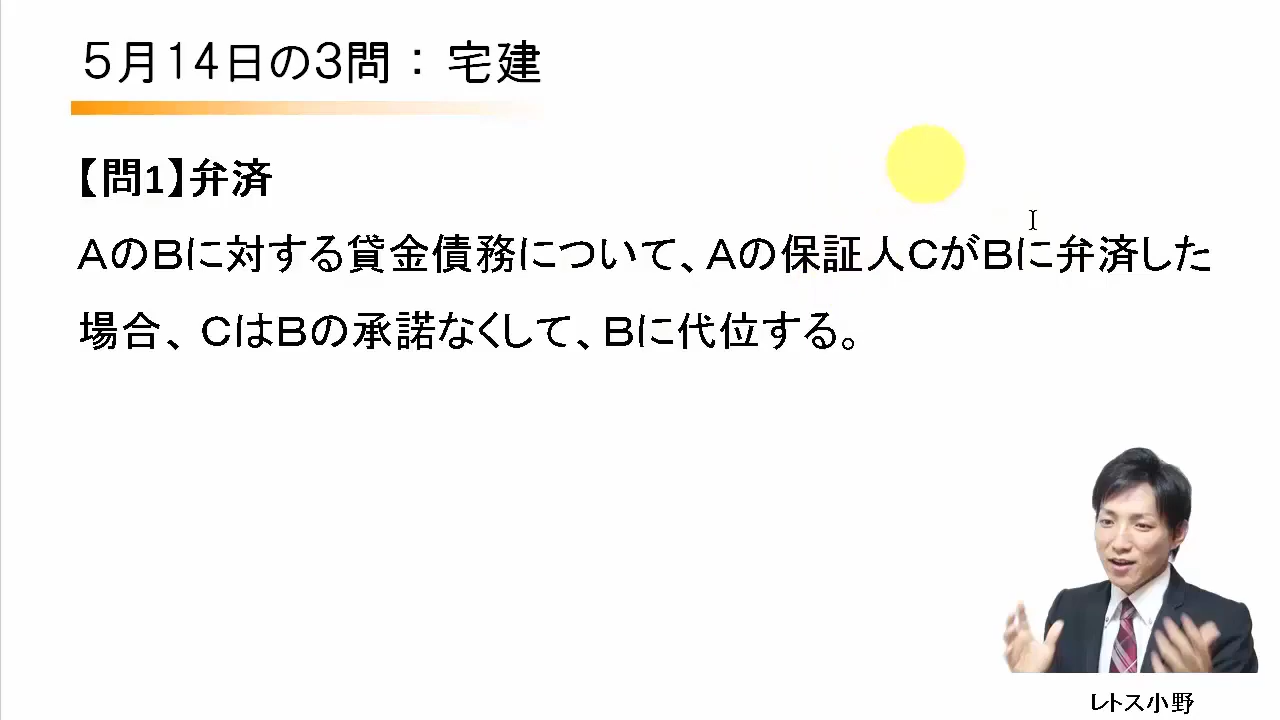 5月14日の3問：宅建
【問1】弁済
AのBに対する貸金債務について、Aの保証人CがBに弁済した
場合、CはBの承諾なくして、Bに代位する。
レトス小野